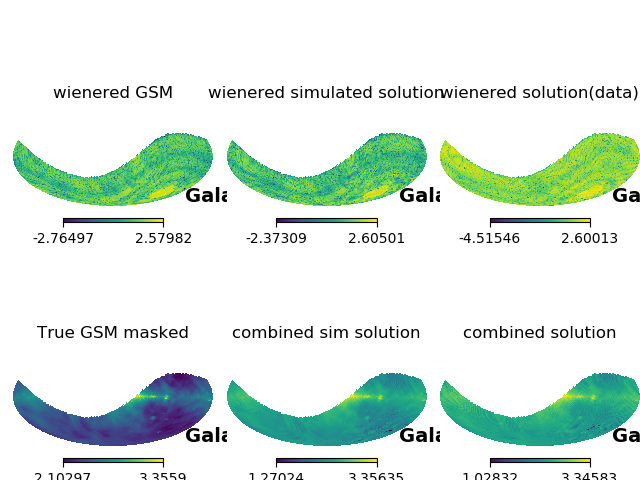 wienered GSM
wienered simulated solution
wienered solution(data)
Gala
Gala
Ga
-2.76497 2.57982
-2.37309 2.60501
-4.51546 2.60013
True GSM masked
combined sim solution
combined solution
Gala
Gala
Ga
2.10297 3.3559
1.27024 3.35635
1.02832 3.34583